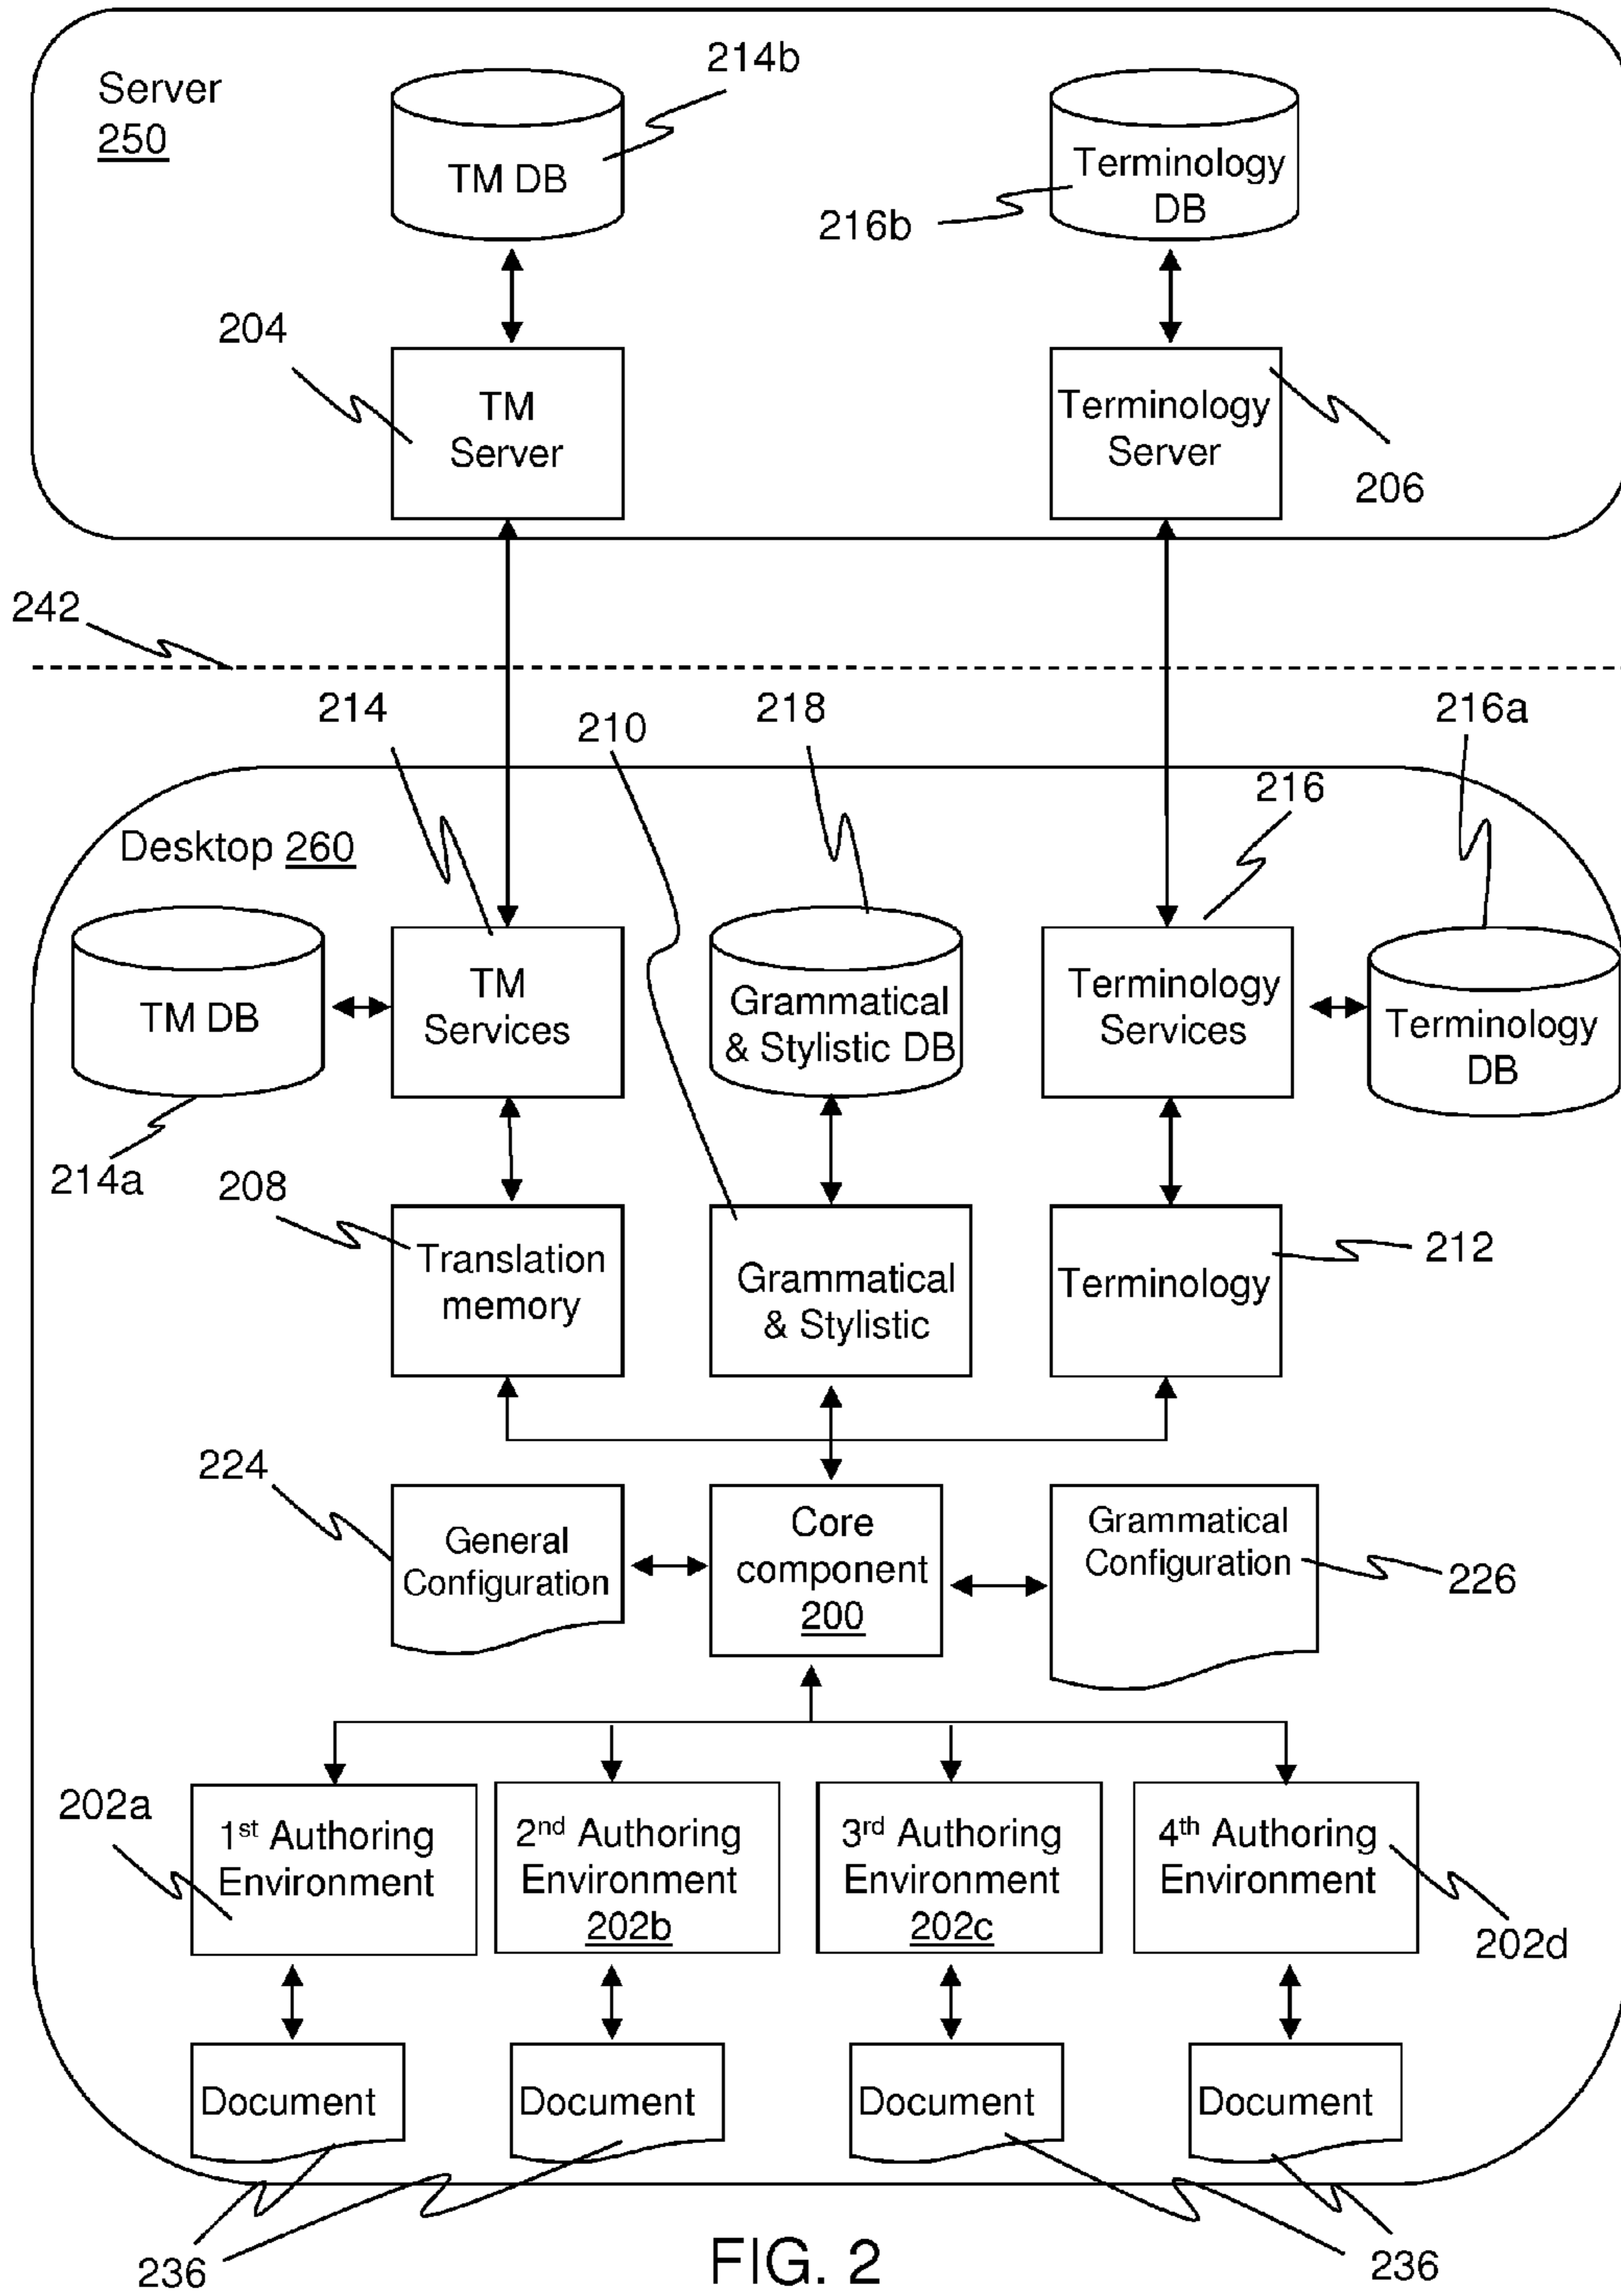 Server
250
214b
TM DB
Terminology
DB
216b
204
TM
Server
Terminology
Server
206
242
214
210
218
216a
216
Desktop 260
TM DB
TM
Services
Grammatical
& Stylistic DB
Terminology
Services
Terminology
DB
214a
208
Translation
memory
Grammatical
& Stylistic
Terminology
212
224
General
Configuration
Core
component
200
Grammatical
Configuration
226
202a
1st Authoring
Environment
2nd Authoring
Environment
202b
3rd Authoring
Environment
202c
4th Authoring
Environment
202d
Document
Document
Document
Document
236
FIG. 2
236